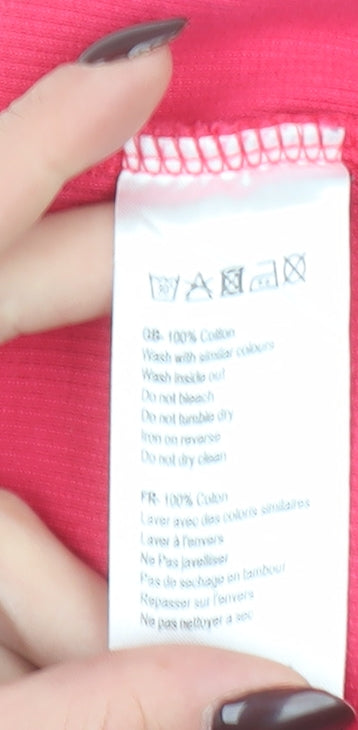 GB- 100% Cotton
Wash with similar colours
Wash inside out
Do not bleach
Do not tumble dry
Iron on reverse
Do not dry clean
FR- 100% Coton
Laver avec des coloris similaires
Laver à l'envers
Ne Pas Javelliser
Pas de sechage en tambour
Repasser sur l'envers
Ne pas nettoyer a sec